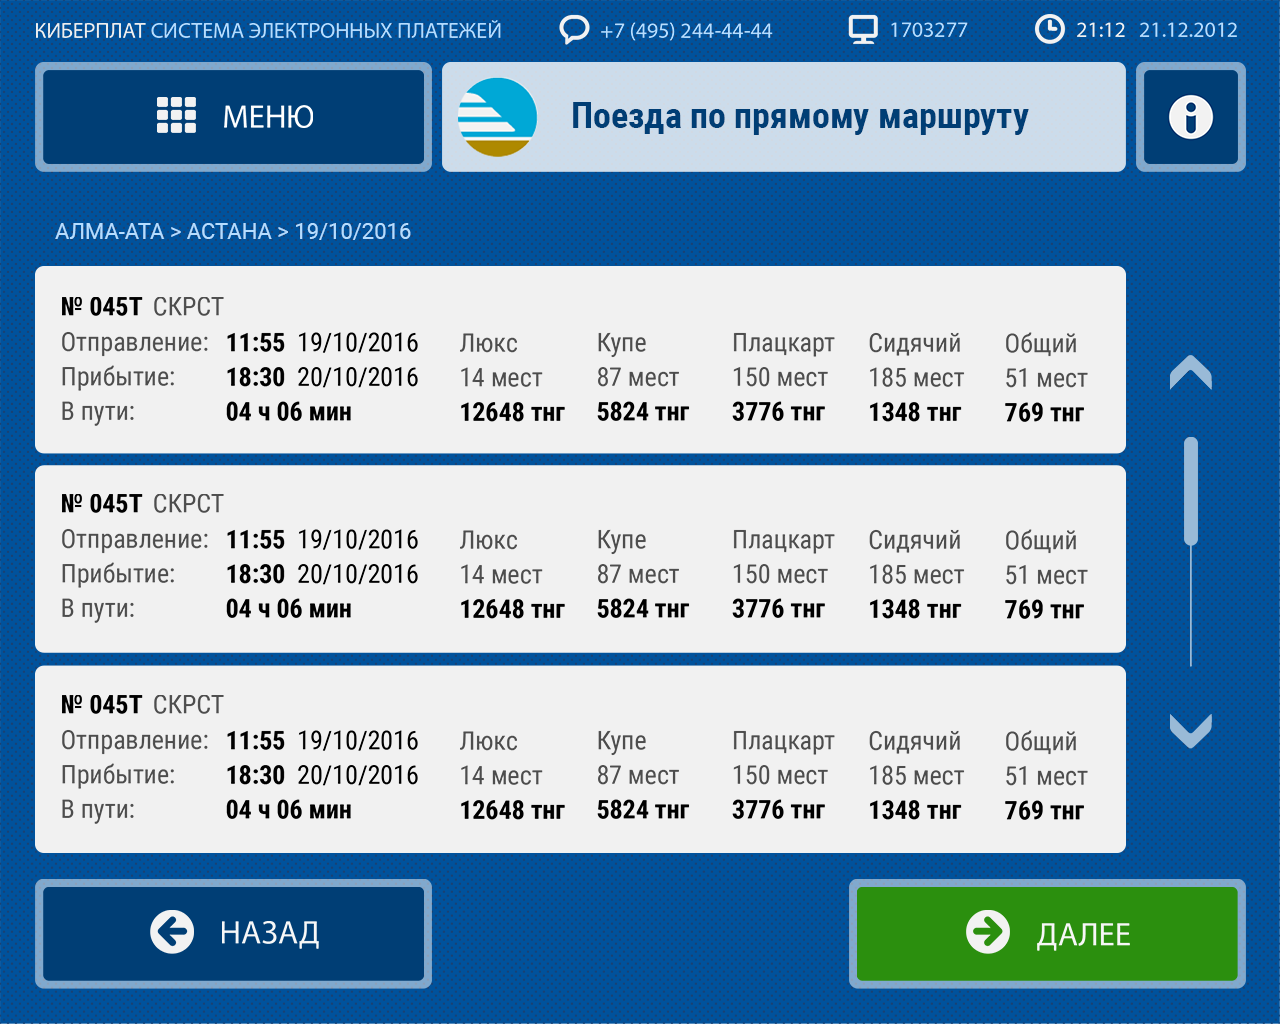 КИБЕРПЛАТ СИСТЕМА ЭЛЕКТРОННЫХ ПЛАТЕЖЕЙ +7 (495) 244-44-44 1703277 21:12 21.12.2012
МЕНЮ Поезда по прямому маршруту
АЛМА-АТА > АСТАНА > 19/10/2016
№ 045Т СКРСТ
Отправление: 11:55 19/10/2016 Люкс Купе Плацкарт Сидячий Общий
Прибытие: 18:30 20/10/2016 14 мест 87 мест 150 мест 185 мест 51 мест
В пути: 04 ч 06 мин 12648 тнг 5824 тнг 3776 тнг 1348 тнг 769 тнг
№ 045Т СКРСТ
Отправление: 11:55 19/10/2016 Люкс Купе Плацкарт Сидячий Общий
Прибытие: 18:30 20/10/2016 14 мест 87 мест 150 мест 185 мест 51 мест
В пути: 04 ч 06 мин 12648 тнг 5824 тнг 3776 тнг 1348 тнг 769 тнг
№ 045Т СКРСТ
Отправление: 11:55 19/10/2016 Люкс Купе Плацкарт Сидячий Общий
Прибытие: 18:30 20/10/2016 14 мест 87 мест 150 мест 185 мест 51 мест
В пути: 04 ч 06 мин 12648 тнг 5824 тнг 3776 тнг 1348 тнг 769 тнг
НАЗАД ДАЛЕЕ